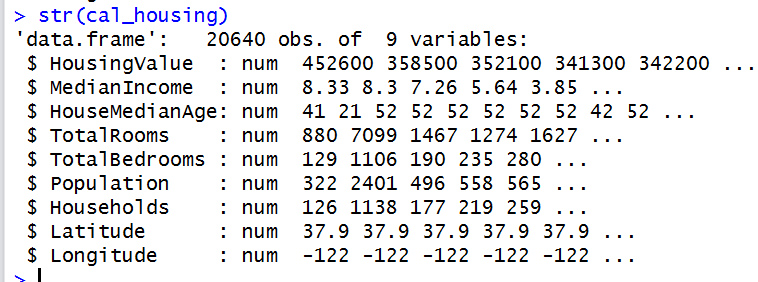 > str(cal_housing)
'data.frame':   20640 obs. of  9 variables:
 $ HousingValue  : num  452600 358500 352100 341300 342200 ...
 $ MedianIncome  : num  8.33 8.3 7.26 5.64 3.85 ...
 $ HouseMedianAge: num  41 21 52 52 52 52 52 52 42 52 ...
 $ TotalRooms    : num  880 7099 1467 1274 1627 ...
 $ TotalBedrooms : num  129 1106 190 235 280 ...
 $ Population    : num  322 2401 496 558 565 ...
 $ Households    : num  126 1138 177 219 259 ...
 $ Latitude      : num  37.9 37.9 37.9 37.9 37.9 ...
 $ Longitude     : num  -122 -122 -122 -122 -122 ...
>